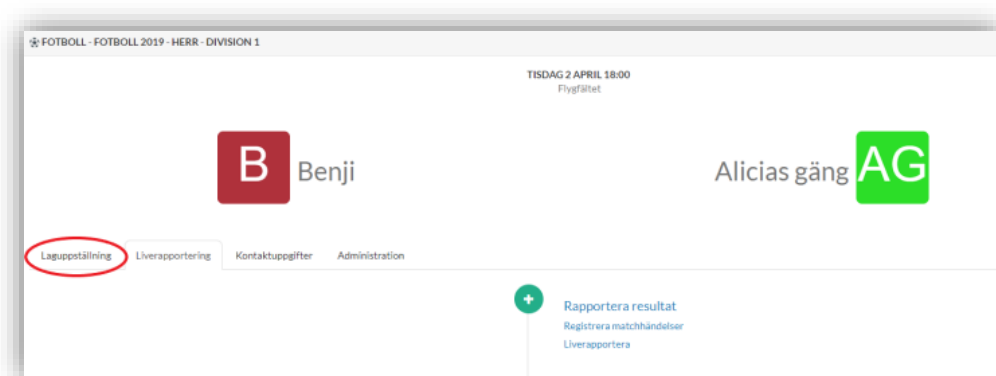 FOTBOLL - FOTBOLL 2019 - HERR - DIVISION 1
TISDAG 2 APRIL 18:00
Flygfältet
B Benji
Alicias gäng AG
Laguppställning Liverapportering Kontaktuppgifter Administration
+
Rapportera resultat
Registrera matchhändelser
Liverapportera